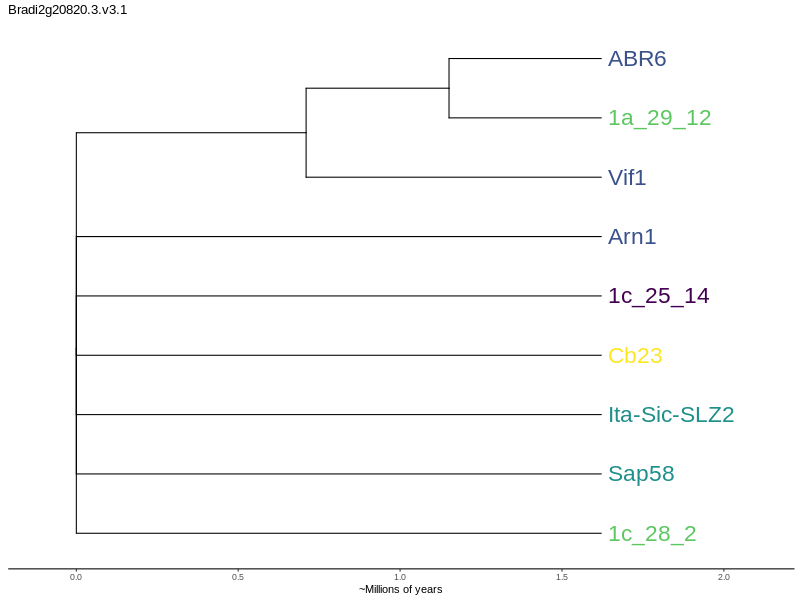 Bradi2g20820.3.v3.1
ABR6
1a_29_12
Vif1
Arn1
1c_25_14
Cb23
Ita-Sic-SLZ2
Sap58
1c_28_2
0.0 0.5 1.0 1.5 2.0
~Millions of years